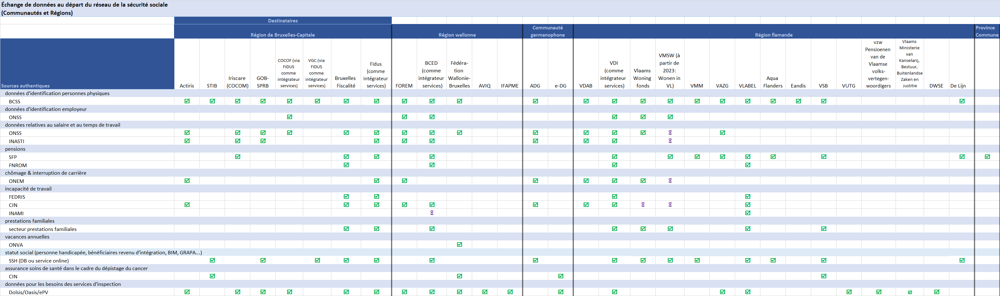 Échange de données au départ du réseau de la sécurité sociale
(Communautés et Régions)
Destinataires
Région de Bruxelles-Capitale
Région wallonne
Communauté
germanophone
Région flamande
Province
Commune
Sources authentiques
Actiris
STIB
Iriscare
(COCOM)
GOB-
SPRB
COCOF (via
FIDUS
comme
intégrateur
services)
VGC (via
FIDUS
comme
intégrateur
services)
Bruxelles
Fiscalité
Fidus
(comme
intégrateur
services)
FOREM
BCED
(comme
intégrateur
services)
Fédéra-
tion
Wallonie-
Bruxelles
AVIQ
IFAPME
ADG
e-DG
VDAB
VDI
(comme
intégrateur
services)
Vlaams
Woning
fonds
VMSW (à
partir de
2023:
Wonen in
VL)
VMM
VAZG
VLABEL
Aqua
Flanders
Eandis
VSB
VUTG
vzw
Pensioenen
van de
Vlaamse
volks-
vertegen-
woordigers
Vlaams
Ministerie
van
Kanselarij,
Bestuur,
Buitenlandse
Zaken en
Justitie
DWSE
De Lijn
données d'identification personnes physiques
BCSS
données d'identification employeur
ONSS
données relatives au salaire et au temps de travail
ONSS
INASTI
pensions
SFP
FNROM
chômage & interruption de carrière
ONEM
incapacité de travail
FEDRIS
CIN
INAMI
prestations familiales
secteur prestations familiales
vacances annuelles
ONVA
statut social (personne handicapée, bénéficiaires revenu d’intégration, BIM, GRAPA...)
SSH (DB ou service online)
assurance soins de santé dans le cadre du dépistage du cancer
CIN
données pour les besoins des services d'inspection
Dolsis/Oasis/ePV